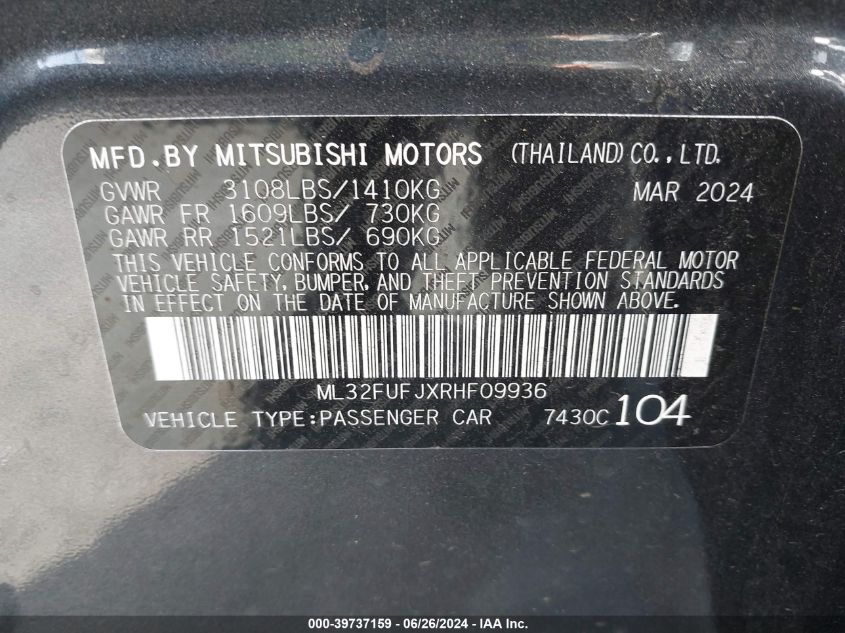 MFD.BY MITSUBISHI MOTORS (THAILAND)CO.,LTD.
GVWR 3108LBS/1410KG MAR 2024
GAWR FR 1609LBS/ 730KG
GAWR RR 1521LBS/ 690KG
THIS VEHICLE CONFORMS TO ALL APPLICABLE FEDERAL MOTOR
VEHICLE SAFETY, BUMPER, AND THEFT PREVENTION STANDARDS
IN EFFECT ON THE DATE OF MANUFACTURE SHOWN ABOVE.
ML32FUFJXRHF09936
VEHICLE TYPE:PASSENGER CAR 7430C 104
000-39737159 - 06/26/2024 - IAA Inc.